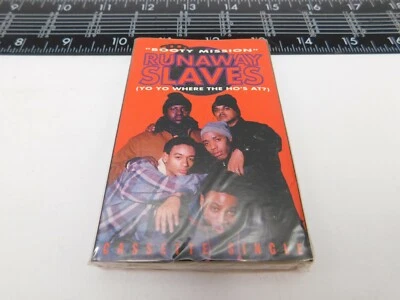 "BOOTY MISSION"
RUNAWAY
SLAVES
(YO YO WHERE THE HO'S AT?)
CASSETTE SINGLE